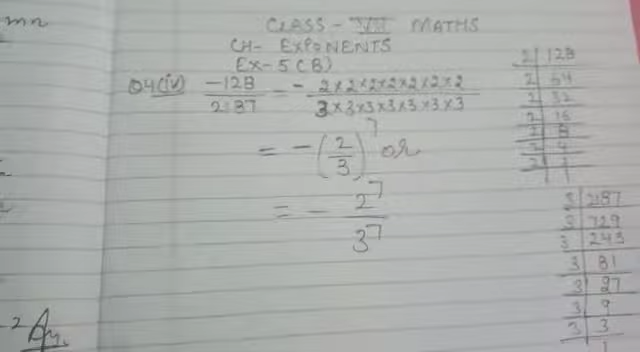 mn
CLASS - VII MATHS
CH- EXPONENTS
EX-5(B)
Q4(iv) -128/2187 = - 2×2×2×2×2×2×2/3×3×3×3×3×3×3
= -(2/3)^7 or
= - 2^7/3^7
2 | 128
2 | 64
2 | 32
2 | 16
2 | 8
2 | 4
2 |
3 | 2187
3 | 729
3 | 243
3 | 81
3 | 27
3 | 9
3 | 3
1